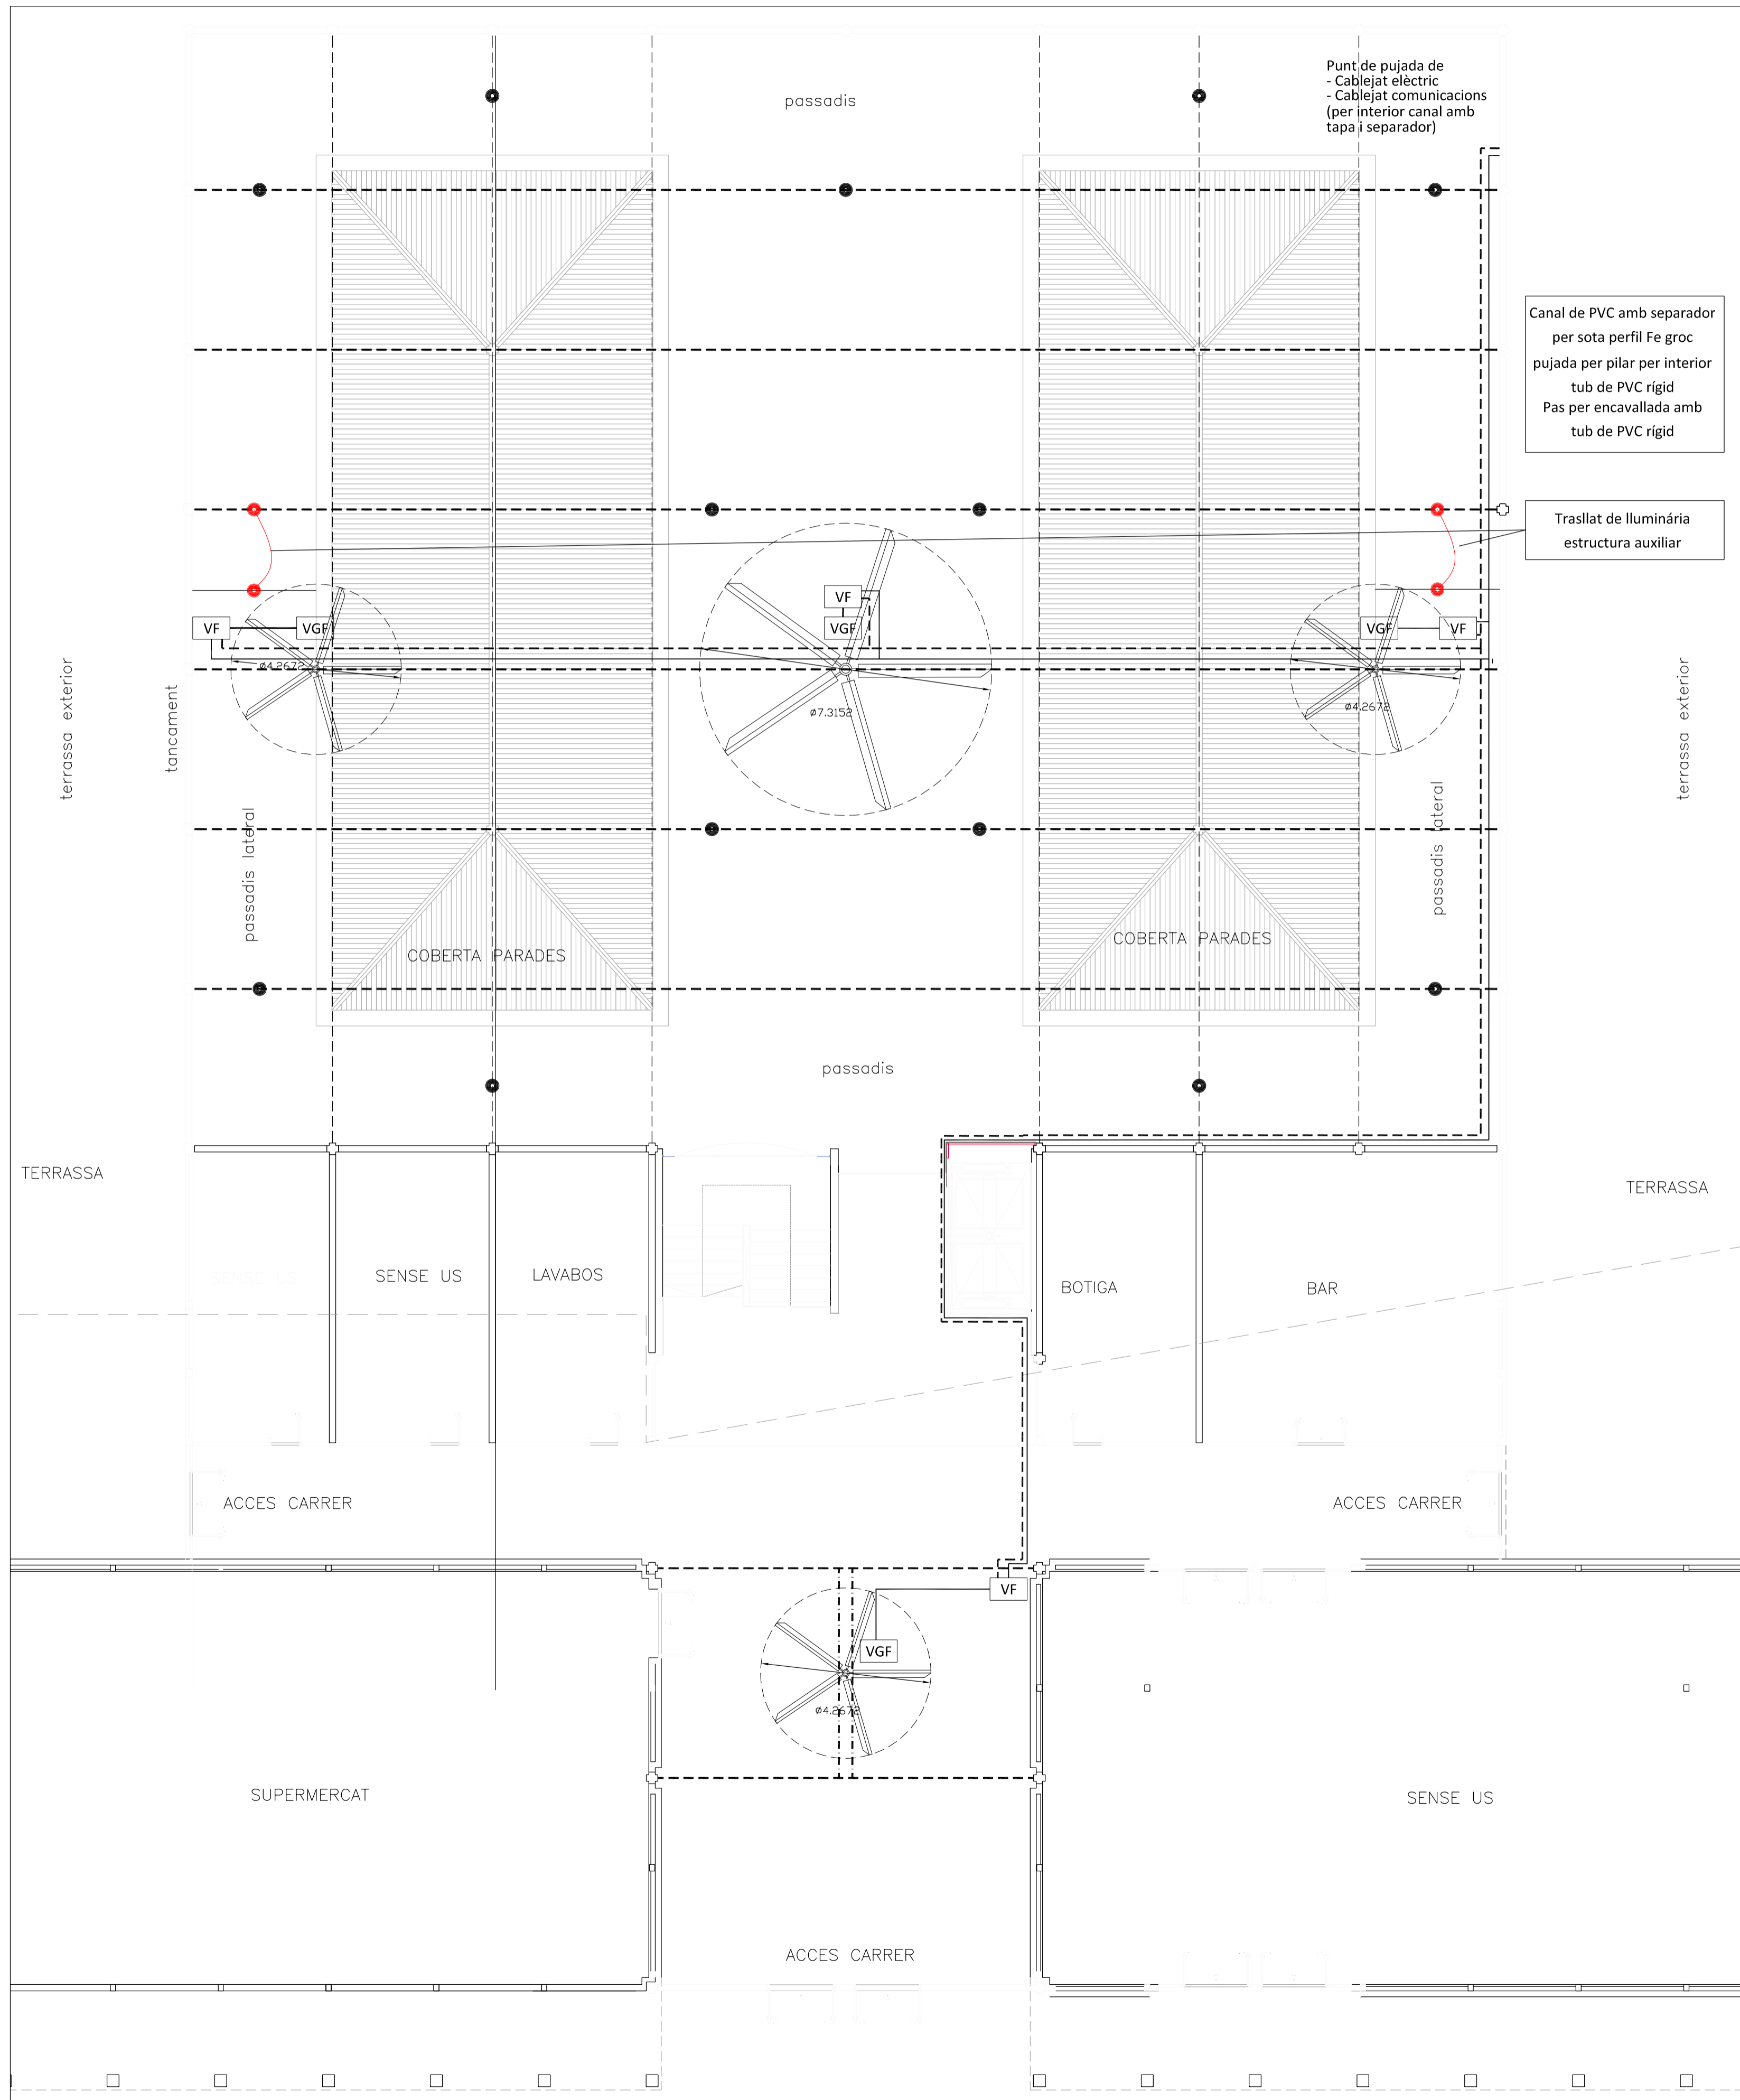 Punt de pujada de
- Cablejat elèctric
- Cablejat comunicacions
(per interior canal amb
tapa i separador)
passadis
Canal de PVC amb separador
per sota perfil Fe groc
pujada per pilar per interior
tub de PVC rígid
Pas per encavallada amb
tub de PVC rígid
Trasllat de lluminária
estructura auxiliar
VF
VF
VGF
VGF
VGF
VF
ø4.2672
ø7.3152
ø4.2672
terrassa exterior
tancament
terrassa exterior
passadis lateral
passadis lateral
COBERTA PARADES
COBERTA PARADES
passadis
TERRASSA
TERRASSA
SENSE US
LAVABOS
BOTIGA
BAR
ACCES CARRER
ACCES CARRER
VF
VGF
ø4.2672
SUPERMERCAT
SENSE US
ACCES CARRER